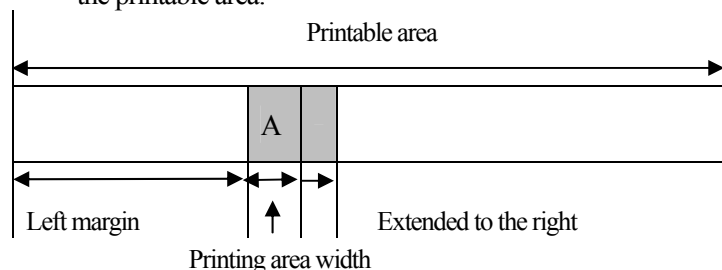 the printable area.
Printable area
A
Left margin
Extended to the right
Printing area width